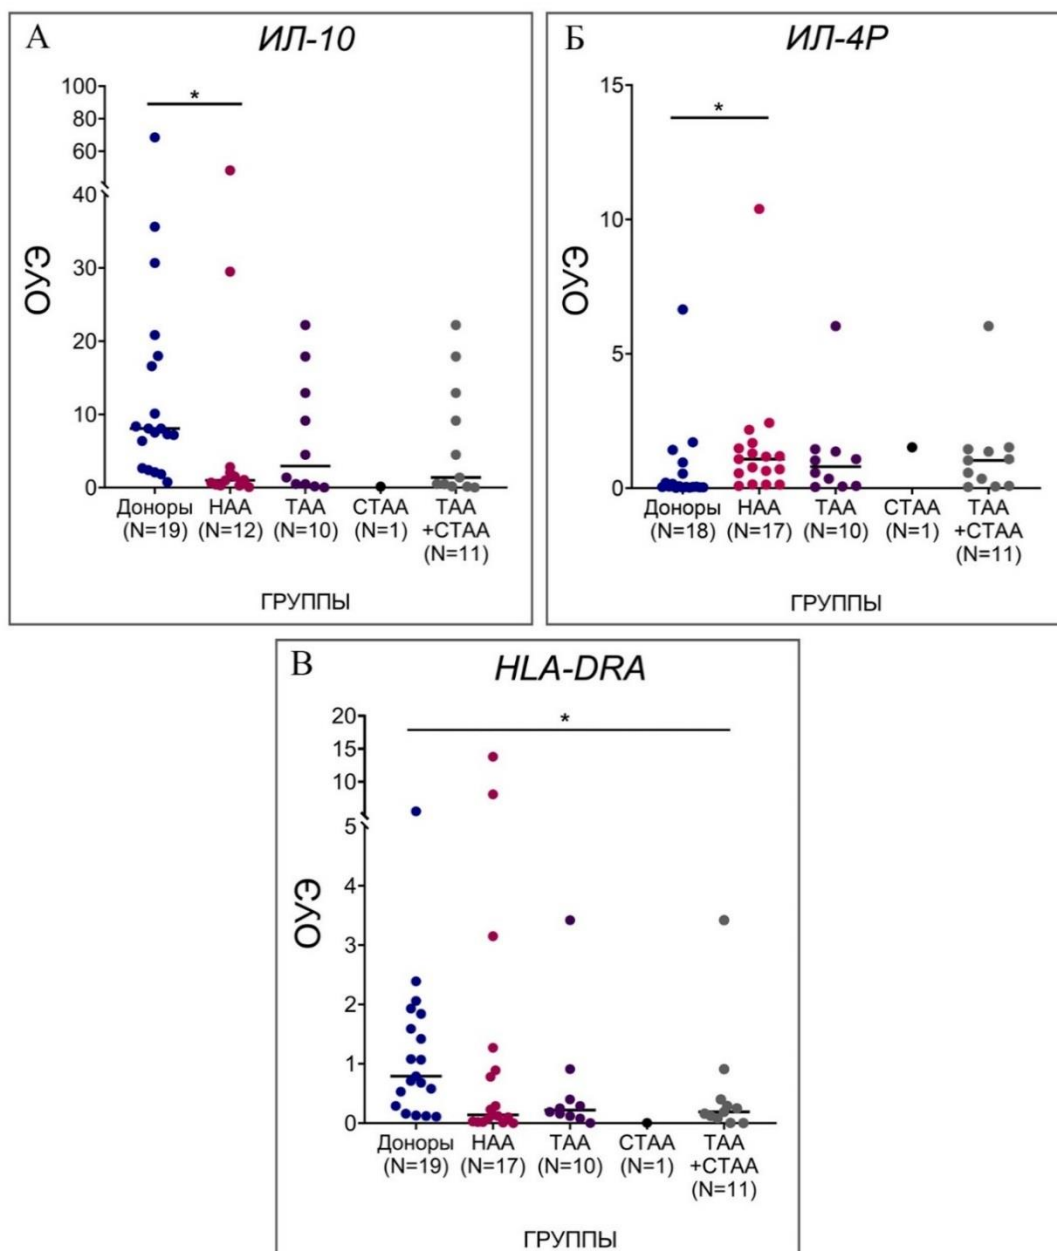 А
ИЛ-10
*
100
80
60
40
30
20
10
0
ОУЭ
Доноры НАА ТАА СТАА ТАА
(N=19) (N=12) (N=10) (N=1) +СТАА
(N=11)
ГРУППЫ
Б
ИЛ-4Р
*
15
10
5
0
ОУЭ
Доноры НАА ТАА СТАА ТАА
(N=18) (N=17) (N=10) (N=1) +СТАА
(N=11)
ГРУППЫ
В
HLA-DRA
*
20
15
10
5
4
3
2
1
0
ОУЭ
Доноры НАА ТАА СТАА ТАА
(N=19) (N=17) (N=10) (N=1) +СТАА
(N=11)
ГРУППЫ